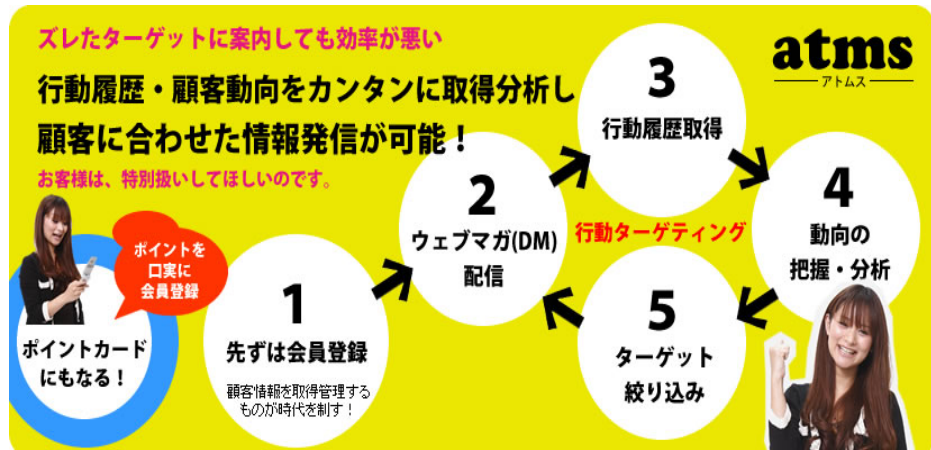 ズレたターゲットに案内しても効率が悪い
行動履歴・顧客動向をカンタンに取得分析し
顧客に合わせた情報発信が可能！
お客様は、特別扱いしてほしいのです。
atms
アトムス
ポイントを
口実に
会員登録
ポイントカード
にもなる！
1
先ずは会員登録
顧客情報を取得管理する
ものが時代を制す！
2
ウェブマガ(DM)
配信
3
行動履歴取得
行動ターゲティング
4
動向の
把握・分析
5
ターゲット
絞り込み